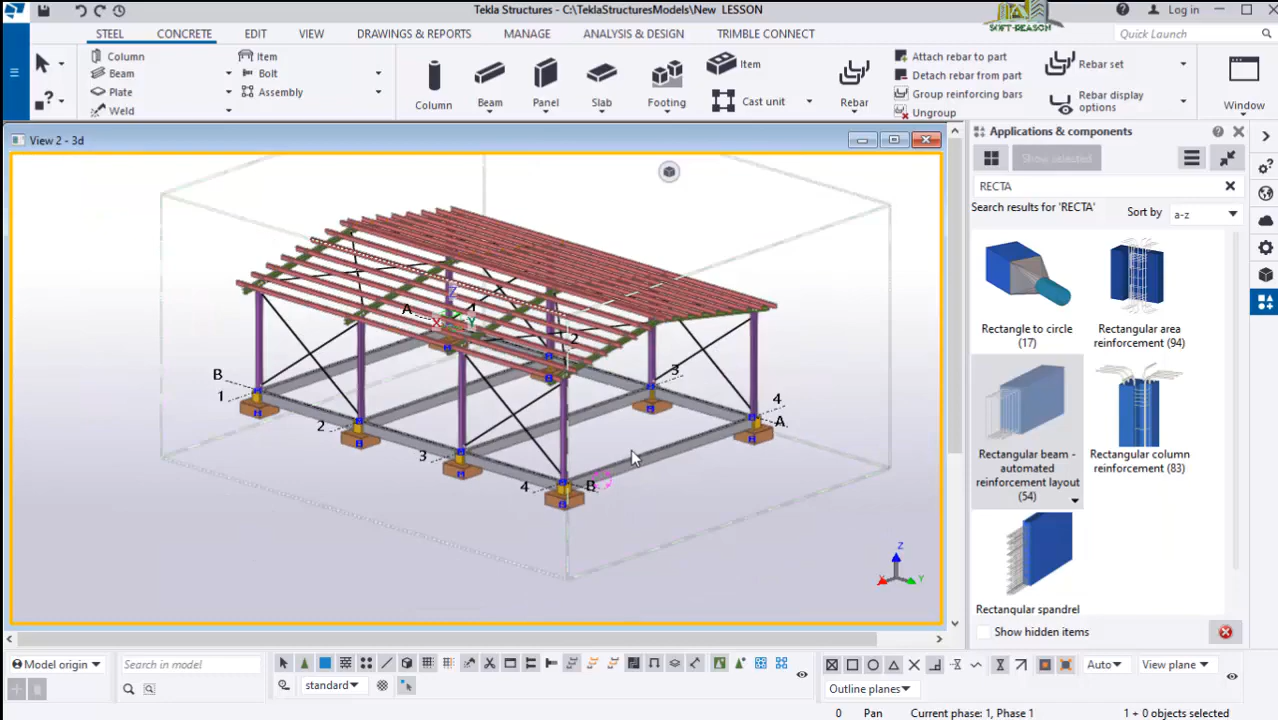 Tekla Structures - C:\TeklaStructuresModels\New LESSON
SOFT-REASON
Log in
STEEL CONCRETE EDIT VIEW DRAWINGS & REPORTS MANAGE ANALYSIS & DESIGN TRIMBLE CONNECT
Quick Launch
Column
Beam
Plate
Weld
Item
Bolt
Assembly
Column
Beam
Panel
Slab
Footing
Item
Cast unit
Rebar
Attach rebar to part
Detach rebar from part
Group reinforcing bars
Ungroup
Rebar set
Rebar display
options
Window
View 2 - 3d
Applications & components
Show selected
RECTA
Search results for 'RECTA'
Sort by
a-z
Rectangle to circle
(17)
Rectangular area
reinforcement (94)
Rectangular beam -
automated
reinforcement layout
(54)
Rectangular column
reinforcement (83)
Rectangular spandrel
Show hidden items
A
1
Z
X
Y
2
B
1
3
2
4
A
3
4
B
Z
X
Y
Model origin
Search in model
standard
Auto
View plane
Outline planes
0
Pan
Current phase: 1, Phase 1
1 + 0 objects selected